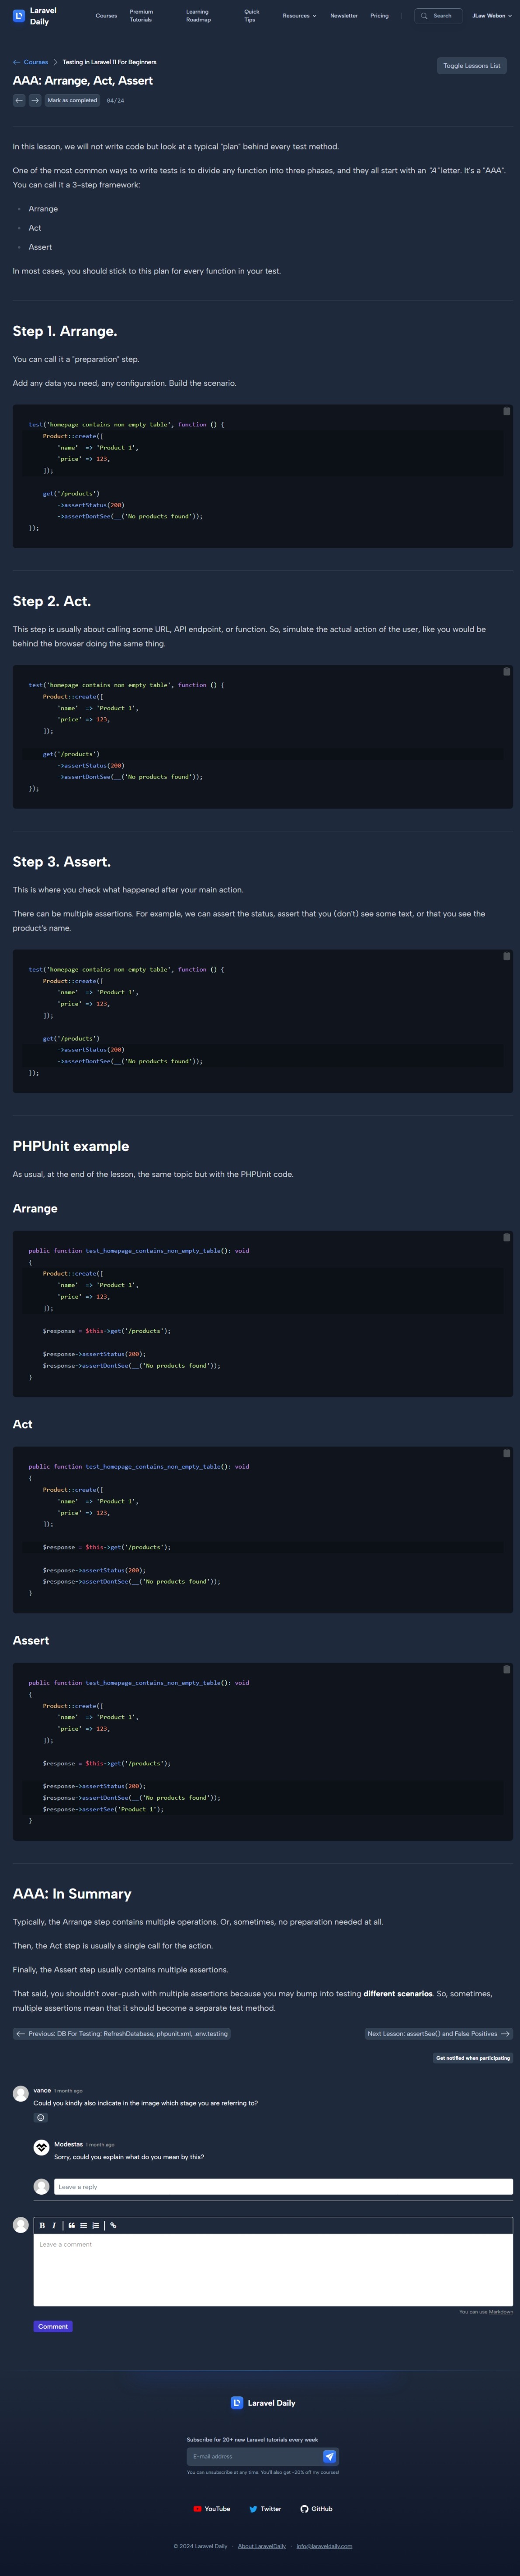 Laravel
Daily
Courses
Premium
Tutorials
Learning
Roadmap
Quick
Tips
Resources
Newsletter
Pricing
Search
JLaw Webon
Courses
Testing in Laravel 11 For Beginners
Toggle Lessons List
AAA: Arrange, Act, Assert
Mark as completed
04/24
In this lesson, we will not write code but look at a typical "plan" behind every test method.
One of the most common ways to write tests is to divide any function into three phases, and they all start with an "A" letter. It's a "AAA".
You can call it a 3-step framework:
Arrange
Act
Assert
In most cases, you should stick to this plan for every function in your test.
Step 1. Arrange.
You can call it a "preparation" step.
Add any data you need, any configuration. Build the scenario.
test('homepage contains non empty table', function () {
    Product::create([
        'name'  => 'Product 1',
        'price' => 123,
    ]);
    get('/products')
        ->assertStatus(200)
        ->assertDontSee(__('No products found'));
});
Step 2. Act.
This step is usually about calling some URL, API endpoint, or function. So, simulate the actual action of the user, like you would be
behind the browser doing the same thing.
test('homepage contains non empty table', function () {
    Product::create([
        'name'  => 'Product 1',
        'price' => 123,
    ]);
    get('/products')
        ->assertStatus(200)
        ->assertDontSee(__('No products found'));
});
Step 3. Assert.
This is where you check what happened after your main action.
There can be multiple assertions. For example, we can assert the status, assert that you (don't) see some text, or that you see the
product's name.
test('homepage contains non empty table', function () {
    Product::create([
        'name'  => 'Product 1',
        'price' => 123,
    ]);
    get('/products')
        ->assertStatus(200)
        ->assertDontSee(__('No products found'));
});
PHPUnit example
As usual, at the end of the lesson, the same topic but with the PHPUnit code.
Arrange
public function test_homepage_contains_non_empty_table(): void
{
    Product::create([
        'name'  => 'Product 1',
        'price' => 123,
    ]);
    $response = $this->get('/products');
    $response->assertStatus(200);
    $response->assertDontSee(__('No products found'));
}
Act
public function test_homepage_contains_non_empty_table(): void
{
    Product::create([
        'name'  => 'Product 1',
        'price' => 123,
    ]);
    $response = $this->get('/products');
    $response->assertStatus(200);
    $response->assertDontSee(__('No products found'));
}
Assert
public function test_homepage_contains_non_empty_table(): void
{
    Product::create([
        'name'  => 'Product 1',
        'price' => 123,
    ]);
    $response = $this->get('/products');
    $response->assertStatus(200);
    $response->assertDontSee(__('No products found'));
    $response->assertSee('Product 1');
}
AAA: In Summary
Typically, the Arrange step contains multiple operations. Or, sometimes, no preparation needed at all.
Then, the Act step is usually a single call for the action.
Finally, the Assert step usually contains multiple assertions.
That said, you shouldn't over-push with multiple assertions because you may bump into testing different scenarios. So, sometimes,
multiple assertions mean that it should become a separate test method.
Previous: DB For Testing: RefreshDatabase, phpunit.xml, .env.testing
Next Lesson: assertSee() and False Positives
Get notified when participating
vance 1 month ago
Could you kindly also indicate in the image which stage you are referring to?
Modestas 1 month ago
Sorry, could you explain what do you mean by this?
Leave a reply
B I
Leave a comment
You can use Markdown
Comment
Laravel Daily
Subscribe for 20+ new Laravel tutorials every week
E-mail address
You can unsubscribe at any time. You'll also get -20% off my courses!
YouTube
Twitter
GitHub
© 2024 Laravel Daily · About LaravelDaily · info@laraveldaily.com